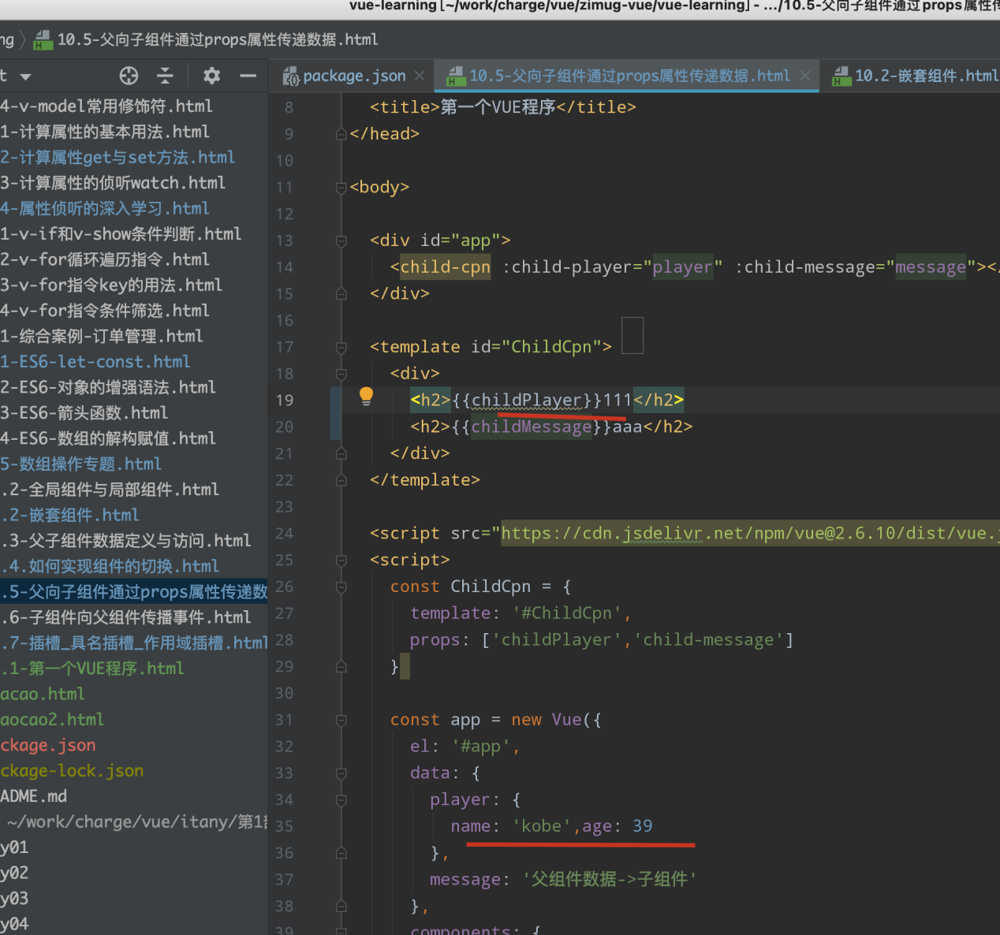 vue-learning [~/work/charge/vue/zimug-vue/vue-learning] - .../10.5-父向子组件通过props属性传
ng 10.5-父向子组件通过props属性传递数据.html
t
package.json
10.5-父向子组件通过props属性传递数据.html
10.2-嵌套组件.html
4-v-model常用修饰符.html
1-计算属性的基本用法.html
2-计算属性get与set方法.html
3-计算属性的侦听watch.html
4-属性侦听的深入学习.html
1-v-if和v-show条件判断.html
2-v-for循环遍历指令.html
3-v-for指令key的用法.html
4-v-for指令条件筛选.html
1-综合案例-订单管理.html
1-ES6-let-const.html
2-ES6-对象的增强语法.html
3-ES6-箭头函数.html
4-ES6-数组的解构赋值.html
5-数组操作专题.html
.2-全局组件与局部组件.html
.2-嵌套组件.html
.3-父子组件数据定义与访问.html
.4.如何实现组件的切换.html
.5-父向子组件通过props属性传递数
.6-子组件向父组件传播事件.html
.7-插槽_具名插槽_作用域插槽.html
.1-第一个VUE程序.html
acao.html
aocao2.html
ckage.json
ckage-lock.json
ADME.md
~/work/charge/vue/itany/第1部
y01
y02
y03
y04
8 <title>第一个VUE程序</title>
9 </head>
10
11 <body>
12
13 <div id="app">
14 <child-cpn :child-player="player" :child-message="message"></
15 </div>
16
17 <template id="ChildCpn">
18 <div>
19 <h2>{{childPlayer}}111</h2>
20 <h2>{{childMessage}}aaa</h2>
21 </div>
22 </template>
23
24 <script src="https://cdn.jsdelivr.net/npm/vue@2.6.10/dist/vue.j
25 <script>
26 const ChildCpn = {
27 template: '#ChildCpn',
28 props: ['childPlayer','child-message']
29 }
30
31 const app = new Vue({
32 el: '#app',
33 data: {
34 player: {
35 name: 'kobe',age: 39
36 },
37 message: '父组件数据->子组件'
38 },
39 components: {